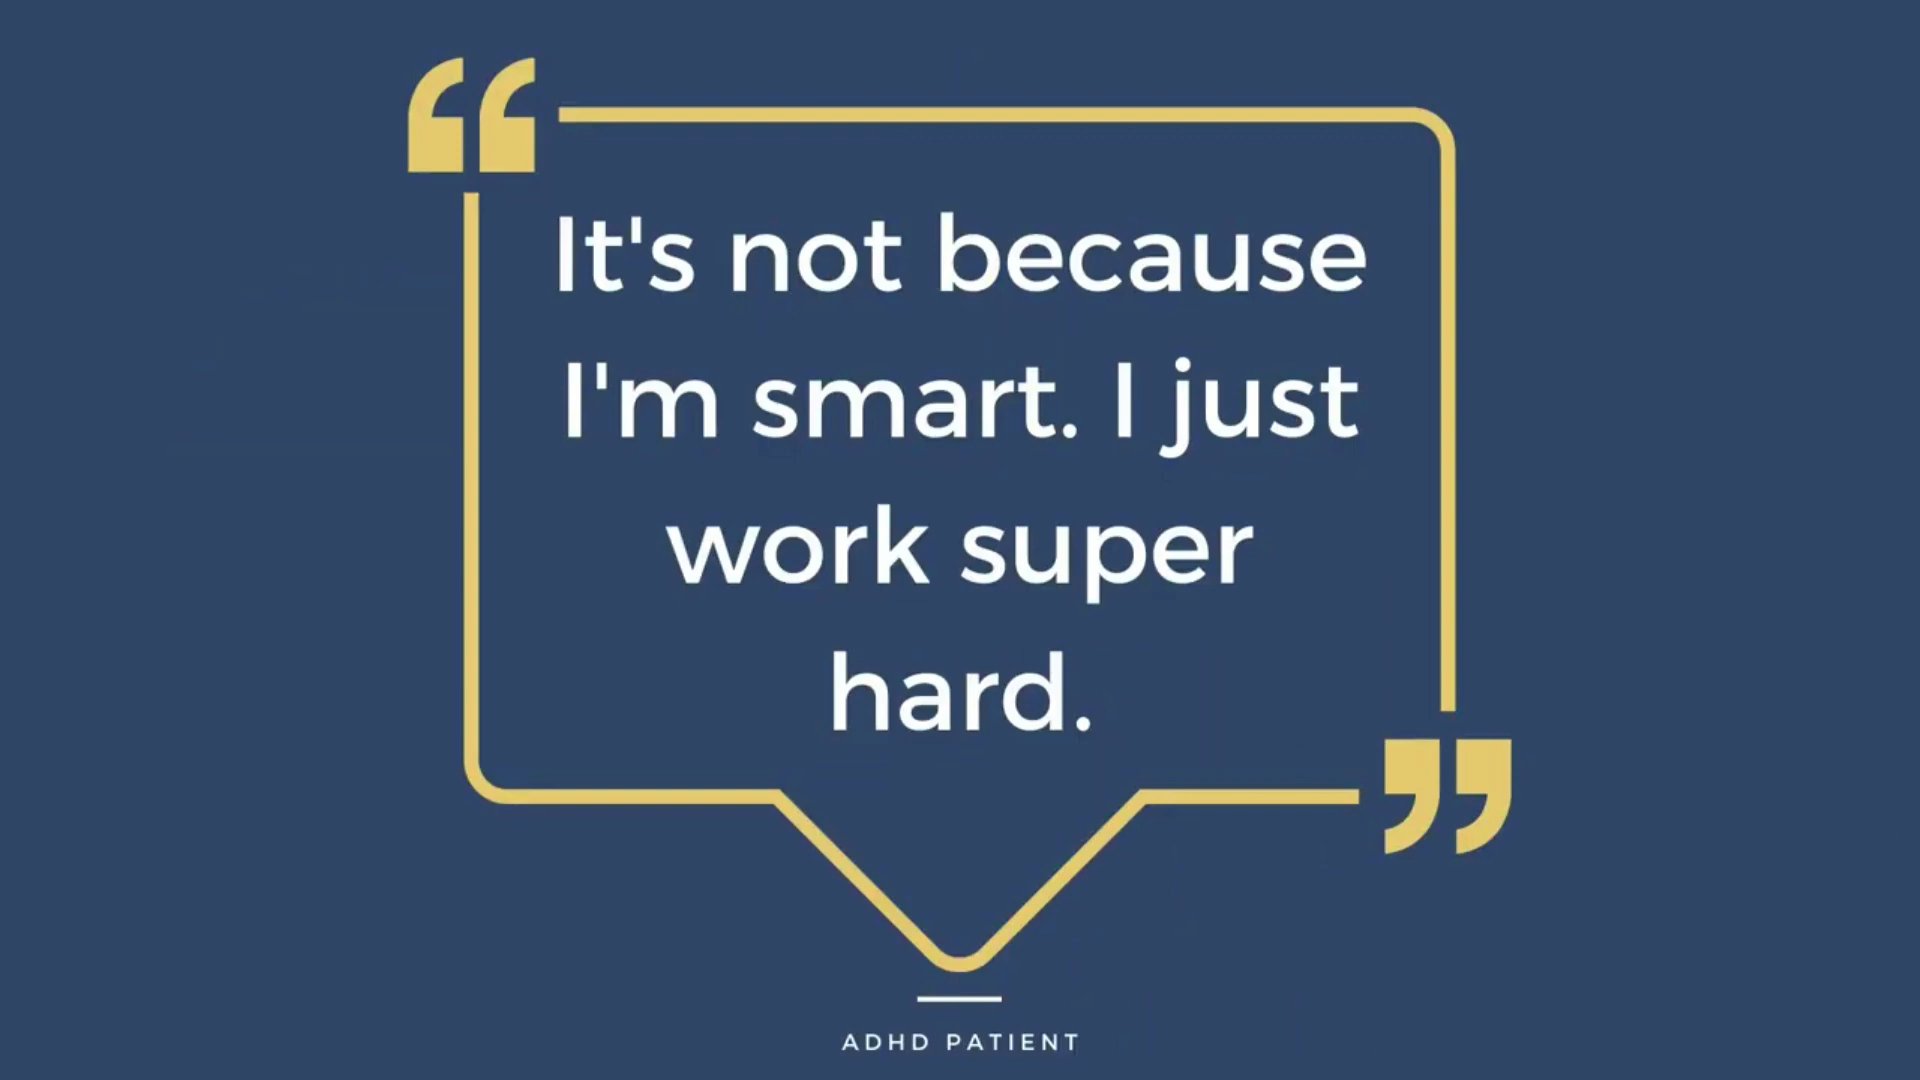 It's not because
I'm smart. I just
work super
hard.
ADHD PATIENT